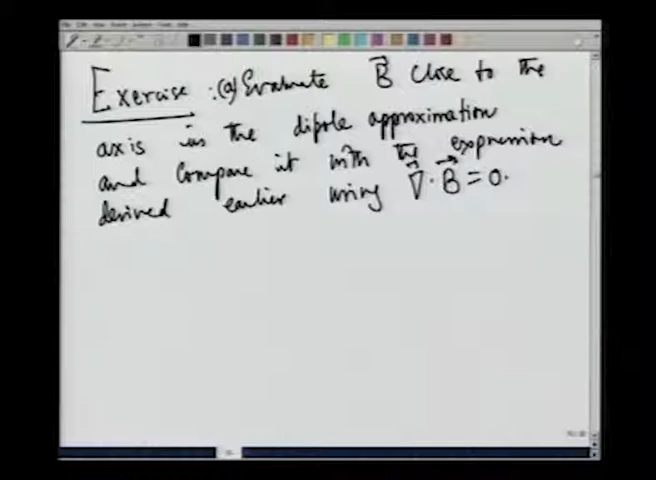 Exercise : (a) Evaluate B⃗ close to the
axis in the dipole approximation
and compare it with the expression
derived earlier using ∇⃗ · B⃗ = 0.